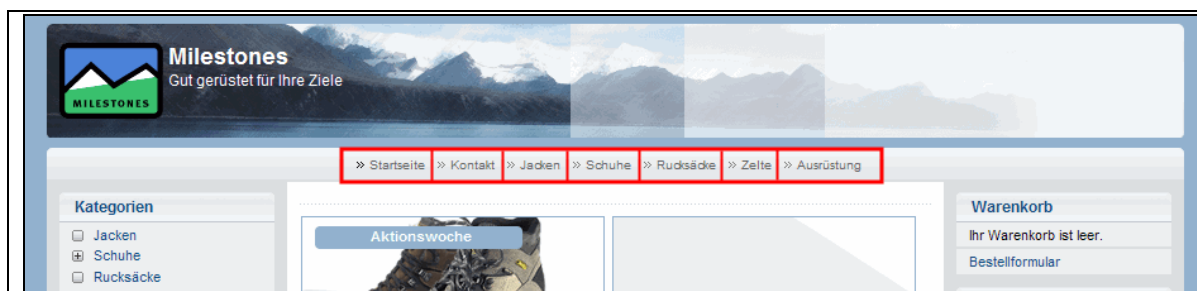 Milestones
Gut gerüstet für Ihre Ziele
MILESTONES
» Startseite » Kontakt » Jacken » Schuhe » Rucksäcke » Zelte » Ausrüstung
Kategorien
Jacken
Schuhe
Rucksäcke
Aktionswoche
Warenkorb
Ihr Warenkorb ist leer.
Bestellformular